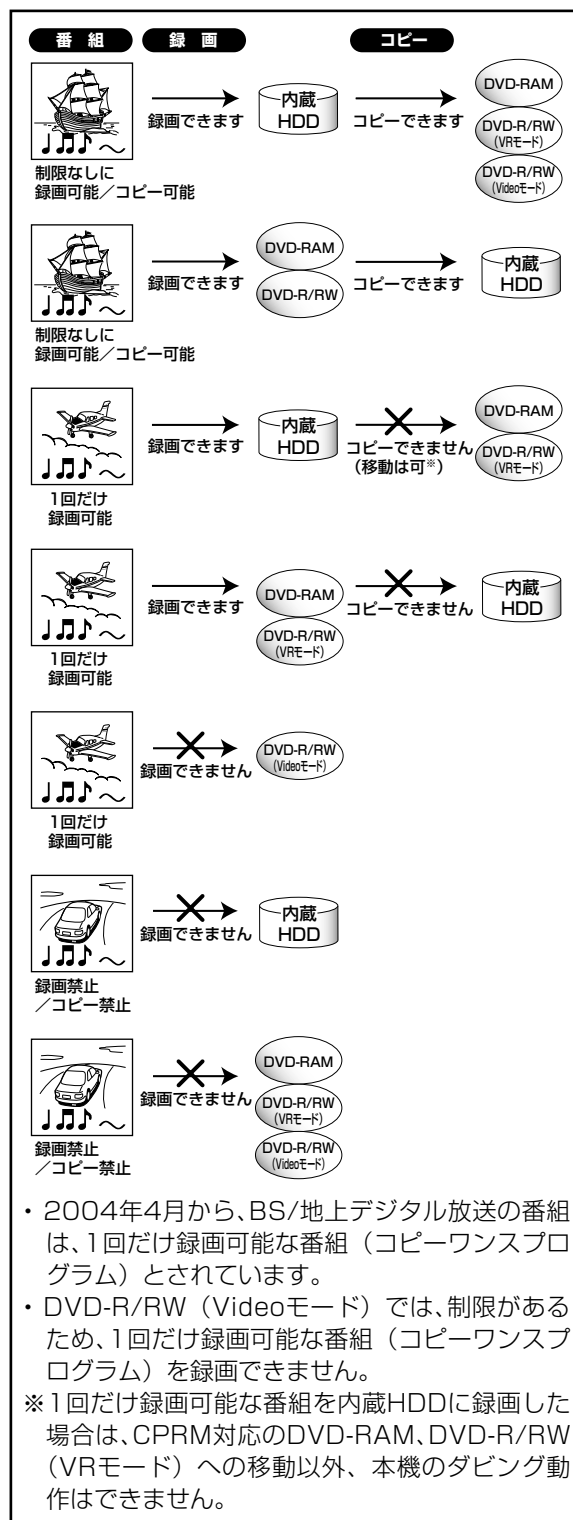 番 組 録 画 コピー
録画できます
内蔵
HDD
コピーできます
DVD-RAM
DVD-R/RW
(VRモード)
DVD-R/RW
(Videoモード)
制限なしに
録画可能/コピー可能
録画できます
DVD-RAM
DVD-R/RW
コピーできます
内蔵
HDD
制限なしに
録画可能/コピー可能
録画できます
内蔵
HDD
コピーできません
(移動は可※)
DVD-RAM
DVD-R/RW
(VRモード)
1回だけ
録画可能
録画できます
DVD-RAM
DVD-R/RW
(VRモード)
コピーできません
内蔵
HDD
1回だけ
録画可能
録画できません
DVD-R/RW
(Videoモード)
1回だけ
録画可能
録画できません
内蔵
HDD
録画禁止
/コピー禁止
録画できません
DVD-RAM
DVD-R/RW
(VRモード)
DVD-R/RW
(Videoモード)
録画禁止
/コピー禁止
・2004年4月から、BS/地上デジタル放送の番組
は、1回だけ録画可能な番組(コピーワンスプロ
グラム)とされています。
・DVD-R/RW(Videoモード)では、制限がある
ため、1回だけ録画可能な番組(コピーワンスプ
ログラム)を録画できません。
※1回だけ録画可能な番組を内蔵HDDに録画した
場合は、CPRM対応のDVD-RAM、DVD-R/RW
(VRモード)への移動以外、本機のダビング動
作はできません。